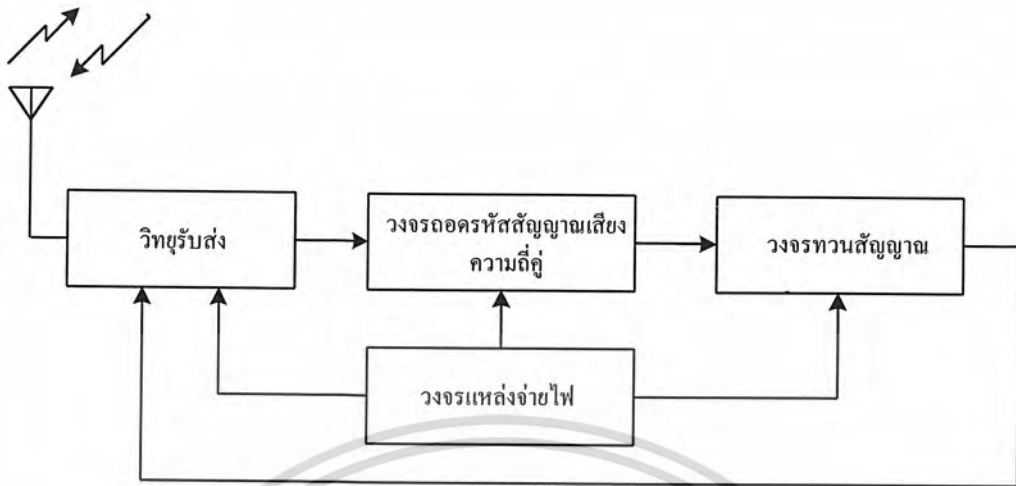 วิทยุรับส่ง
วงจรถอดรหัสสัญญาณเสียง
ความถี่คู่
วงจรทวนสัญญาณ
วงจรแหล่งจ่ายไฟ